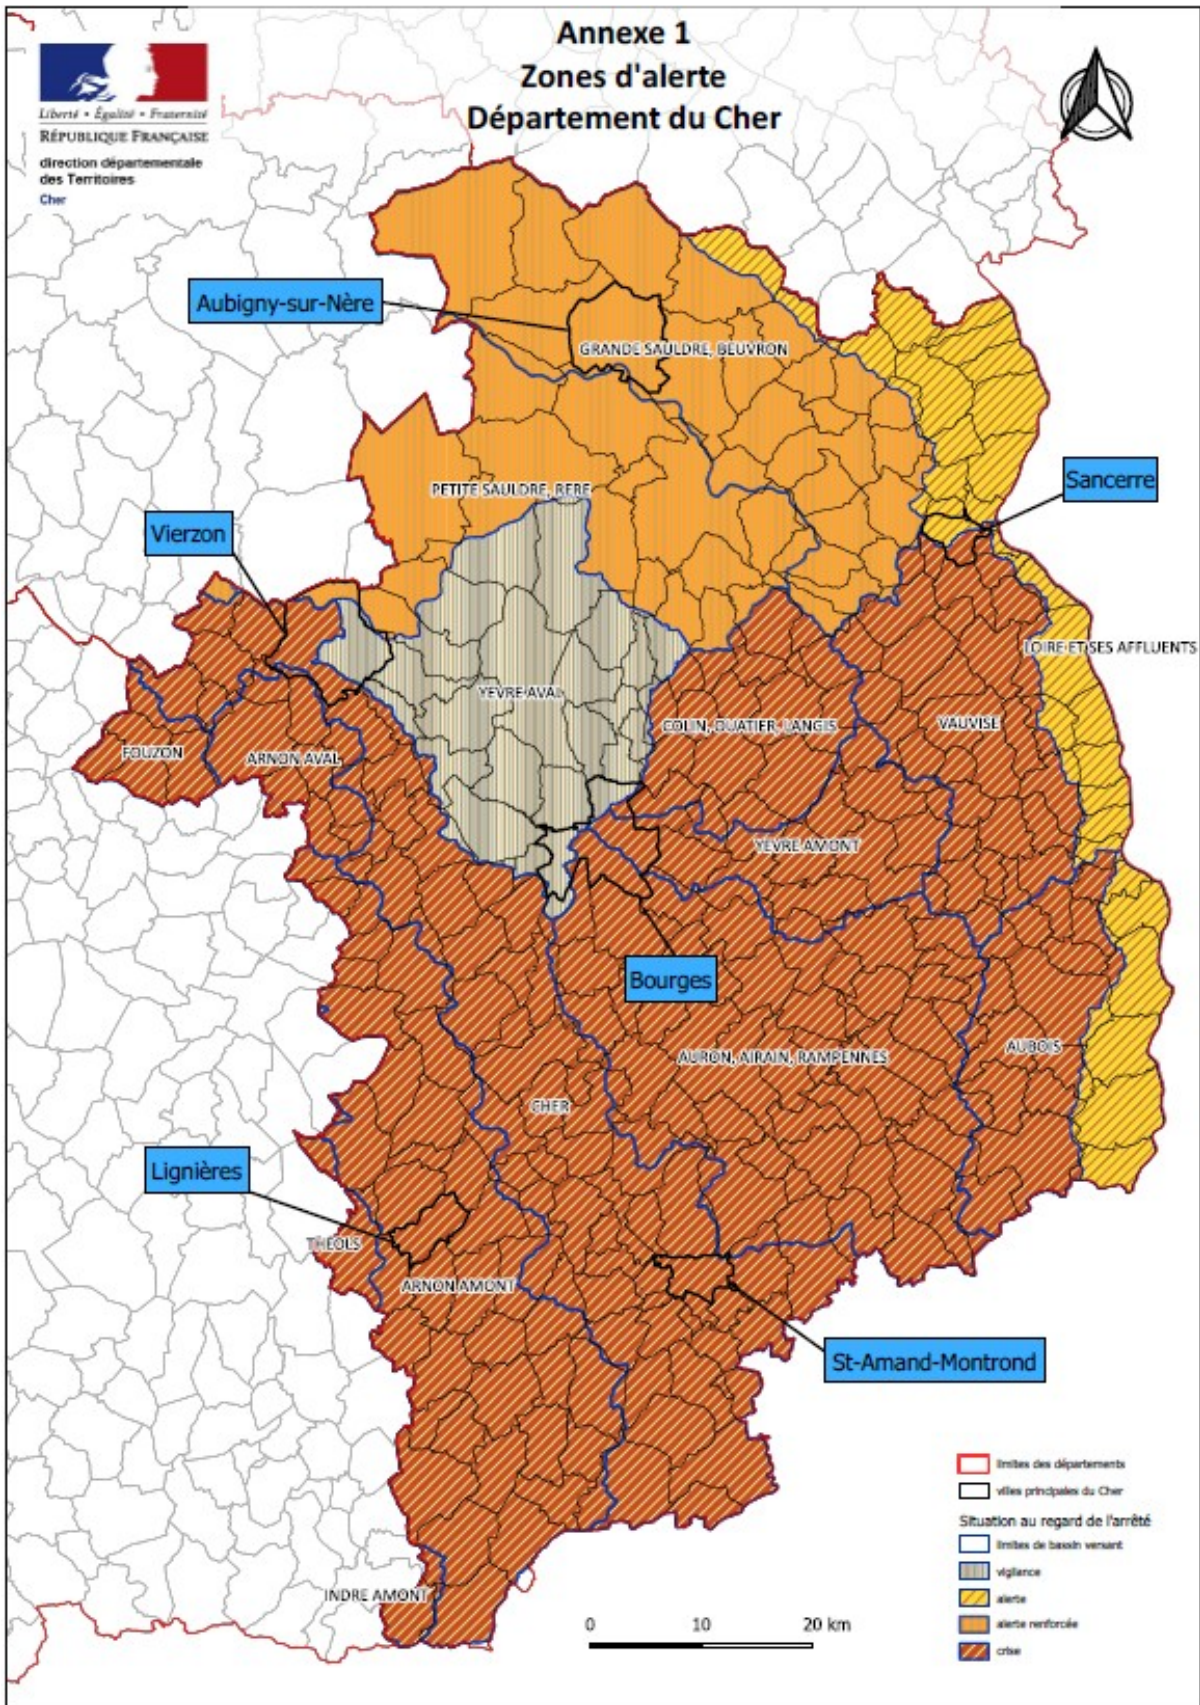 Annexe 1
Zones d'alerte
Département du Cher
Liberté • Égalité • Fraternité
RÉPUBLIQUE FRANÇAISE
direction départementale
des Territoires
Cher
Aubigny-sur-Nère
GRANDE SAULDRE, BEUVRON
Sancerre
PETITE SAULDRE, RERE
Vierzon
LOIRE ET SES AFFLUENTS
YEVRE AVAL
COLIN, OUATIER, LANGIS
VAUVISE
FOUZON
ARNON AVAL
YEVRE AMONT
Bourges
AURON, AIRAIN, RAMPENNES
AUBOIS
CHER
Lignières
THEOLS
ARNON AMONT
St-Amand-Montrond
INDRE AMONT
limites des départements
villes principales du Cher
Situation au regard de l'arrêté
limites de bassin versant
vigilance
alerte
alerte renforcée
crise
0 10 20 km